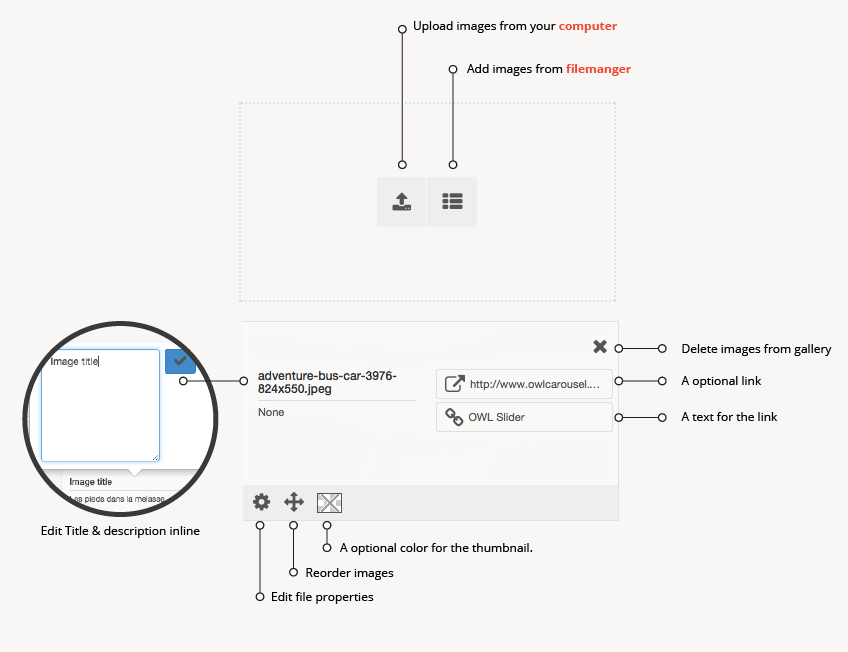 Upload images from your computer
Add images from filemanger
Image title
adventure-bus-car-3976-
824x550.jpeg
None
http://www.owlcarousel....
OWL Slider
Delete images from gallery
A optional link
A text for the link
Image title
Les pieds dans la melasse
Edit Title & description inline
A optional color for the thumbnail.
Reorder images
Edit file properties